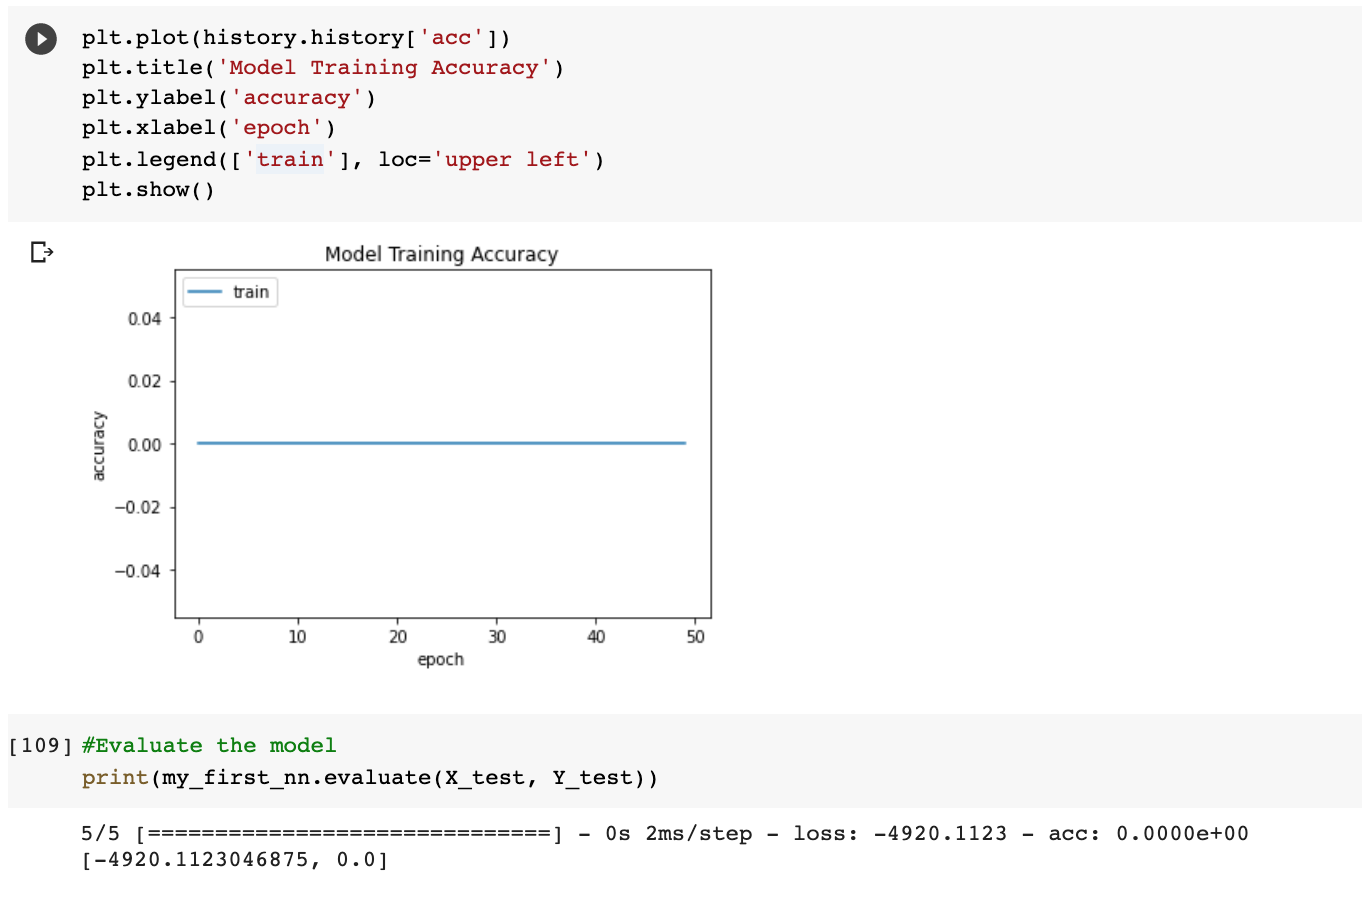 plt.plot(history.history['acc'])
plt.title('Model Training Accuracy')
plt.ylabel('accuracy')
plt.xlabel('epoch')
plt.legend(['train'], loc='upper left')
plt.show()
Model Training Accuracy
train
0.04
0.02
0.00
−0.02
−0.04
accuracy
0 10 20 30 40 50
epoch
[109] #Evaluate the model
print(my_first_nn.evaluate(X_test, Y_test))
5/5 [==============================] - 0s 2ms/step - loss: -4920.1123 - acc: 0.0000e+00
[-4920.1123046875, 0.0]